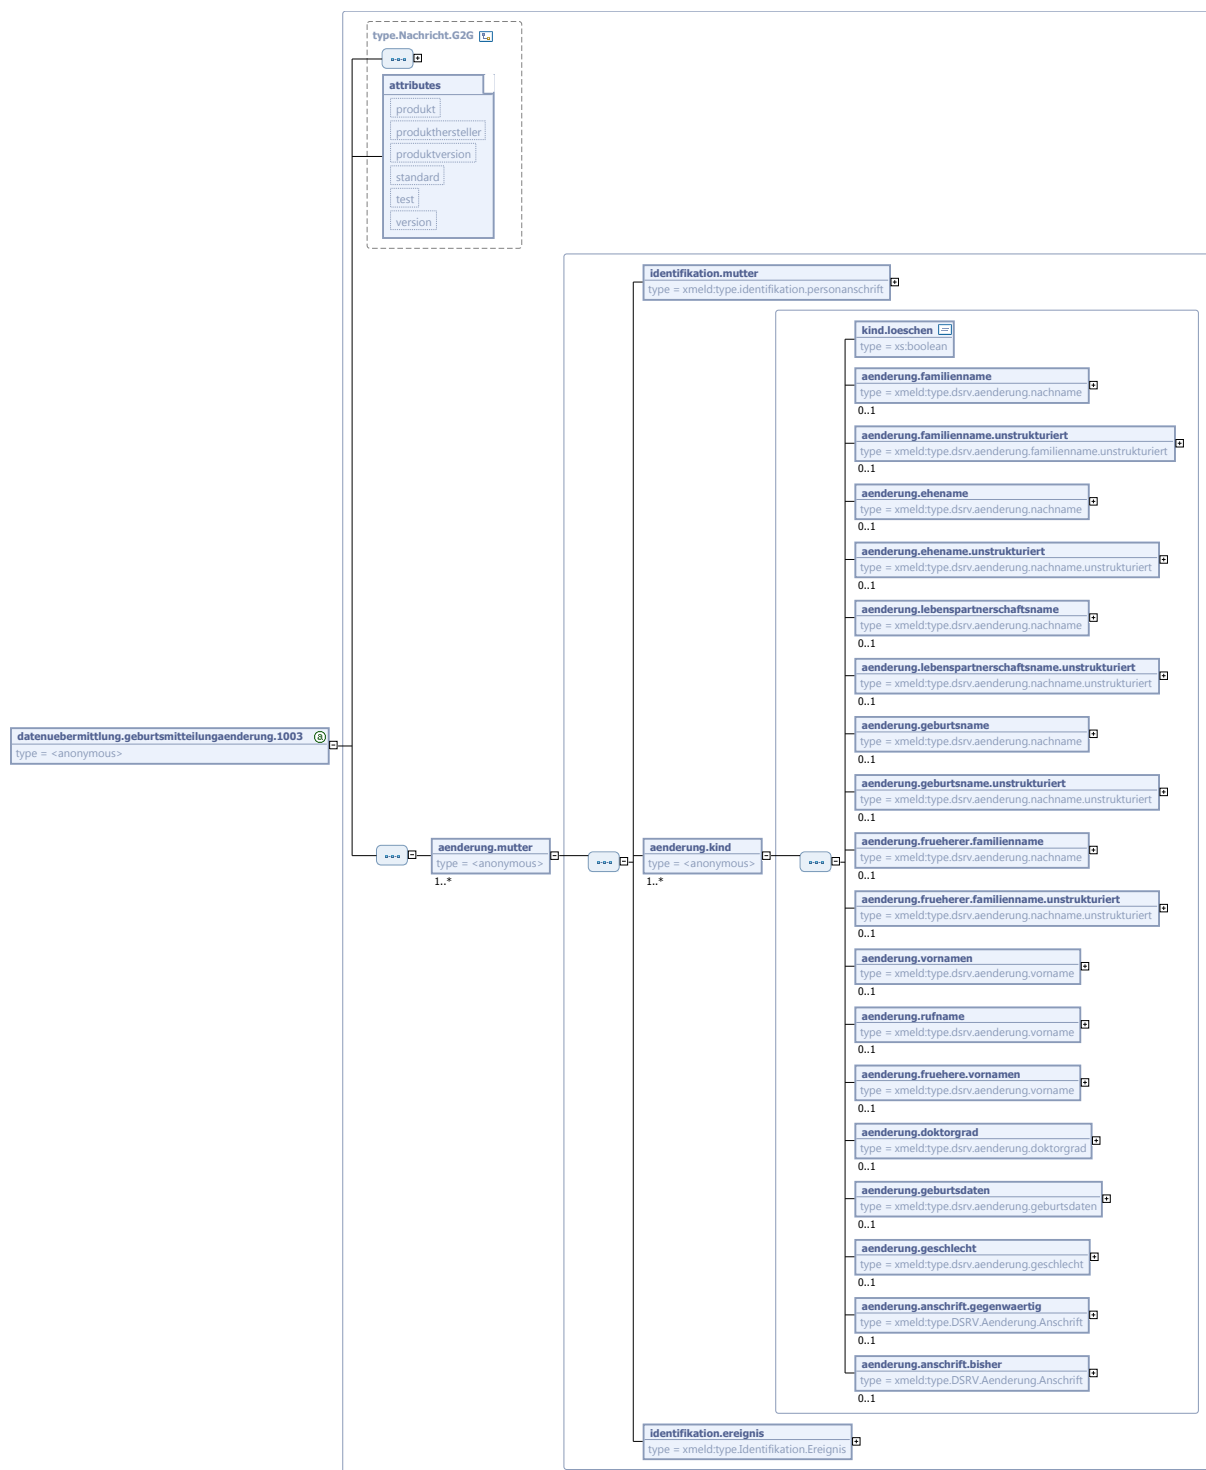 type.Nachricht.G2G
attributes
produkt
produkthersteller
produktversion
standard
test
version
identifikation.mutter
type = xmeld:type.identifikation.personanschrift
kind.loeschen
type = xs:boolean
aenderung.familienname
type = xmeld:type.dsrv.aenderung.nachname
0..1
aenderung.familienname.unstrukturiert
type = xmeld:type.dsrv.aenderung.familienname.unstrukturiert
0..1
aenderung.ehename
type = xmeld:type.dsrv.aenderung.nachname
0..1
aenderung.ehename.unstrukturiert
type = xmeld:type.dsrv.aenderung.nachname.unstrukturiert
0..1
aenderung.lebenspartnerschaftsname
type = xmeld:type.dsrv.aenderung.nachname
0..1
aenderung.lebenspartnerschaftsname.unstrukturiert
type = xmeld:type.dsrv.aenderung.nachname.unstrukturiert
0..1
aenderung.geburtsname
type = xmeld:type.dsrv.aenderung.nachname
0..1
datenuebermittlung.geburtsmitteilungaenderung.1003 a
type = <anonymous>
aenderung.geburtsname.unstrukturiert
type = xmeld:type.dsrv.aenderung.nachname.unstrukturiert
0..1
aenderung.mutter
type = <anonymous>
1..*
aenderung.kind
type = <anonymous>
1..*
aenderung.frueherer.familienname
type = xmeld:type.dsrv.aenderung.nachname
0..1
aenderung.frueherer.familienname.unstrukturiert
type = xmeld:type.dsrv.aenderung.nachname.unstrukturiert
0..1
aenderung.vornamen
type = xmeld:type.dsrv.aenderung.vorname
0..1
aenderung.rufname
type = xmeld:type.dsrv.aenderung.vorname
0..1
aenderung.fruehere.vornamen
type = xmeld:type.dsrv.aenderung.vorname
0..1
aenderung.doktorgrad
type = xmeld:type.dsrv.aenderung.doktorgrad
0..1
aenderung.geburtsdaten
type = xmeld:type.dsrv.aenderung.geburtsdaten
0..1
aenderung.geschlecht
type = xmeld:type.dsrv.aenderung.geschlecht
0..1
aenderung.anschrift.gegenwaertig
type = xmeld:type.DSRV.Aenderung.Anschrift
0..1
aenderung.anschrift.bisher
type = xmeld:type.DSRV.Aenderung.Anschrift
0..1
identifikation.ereignis
type = xmeld:type.Identifikation.Ereignis